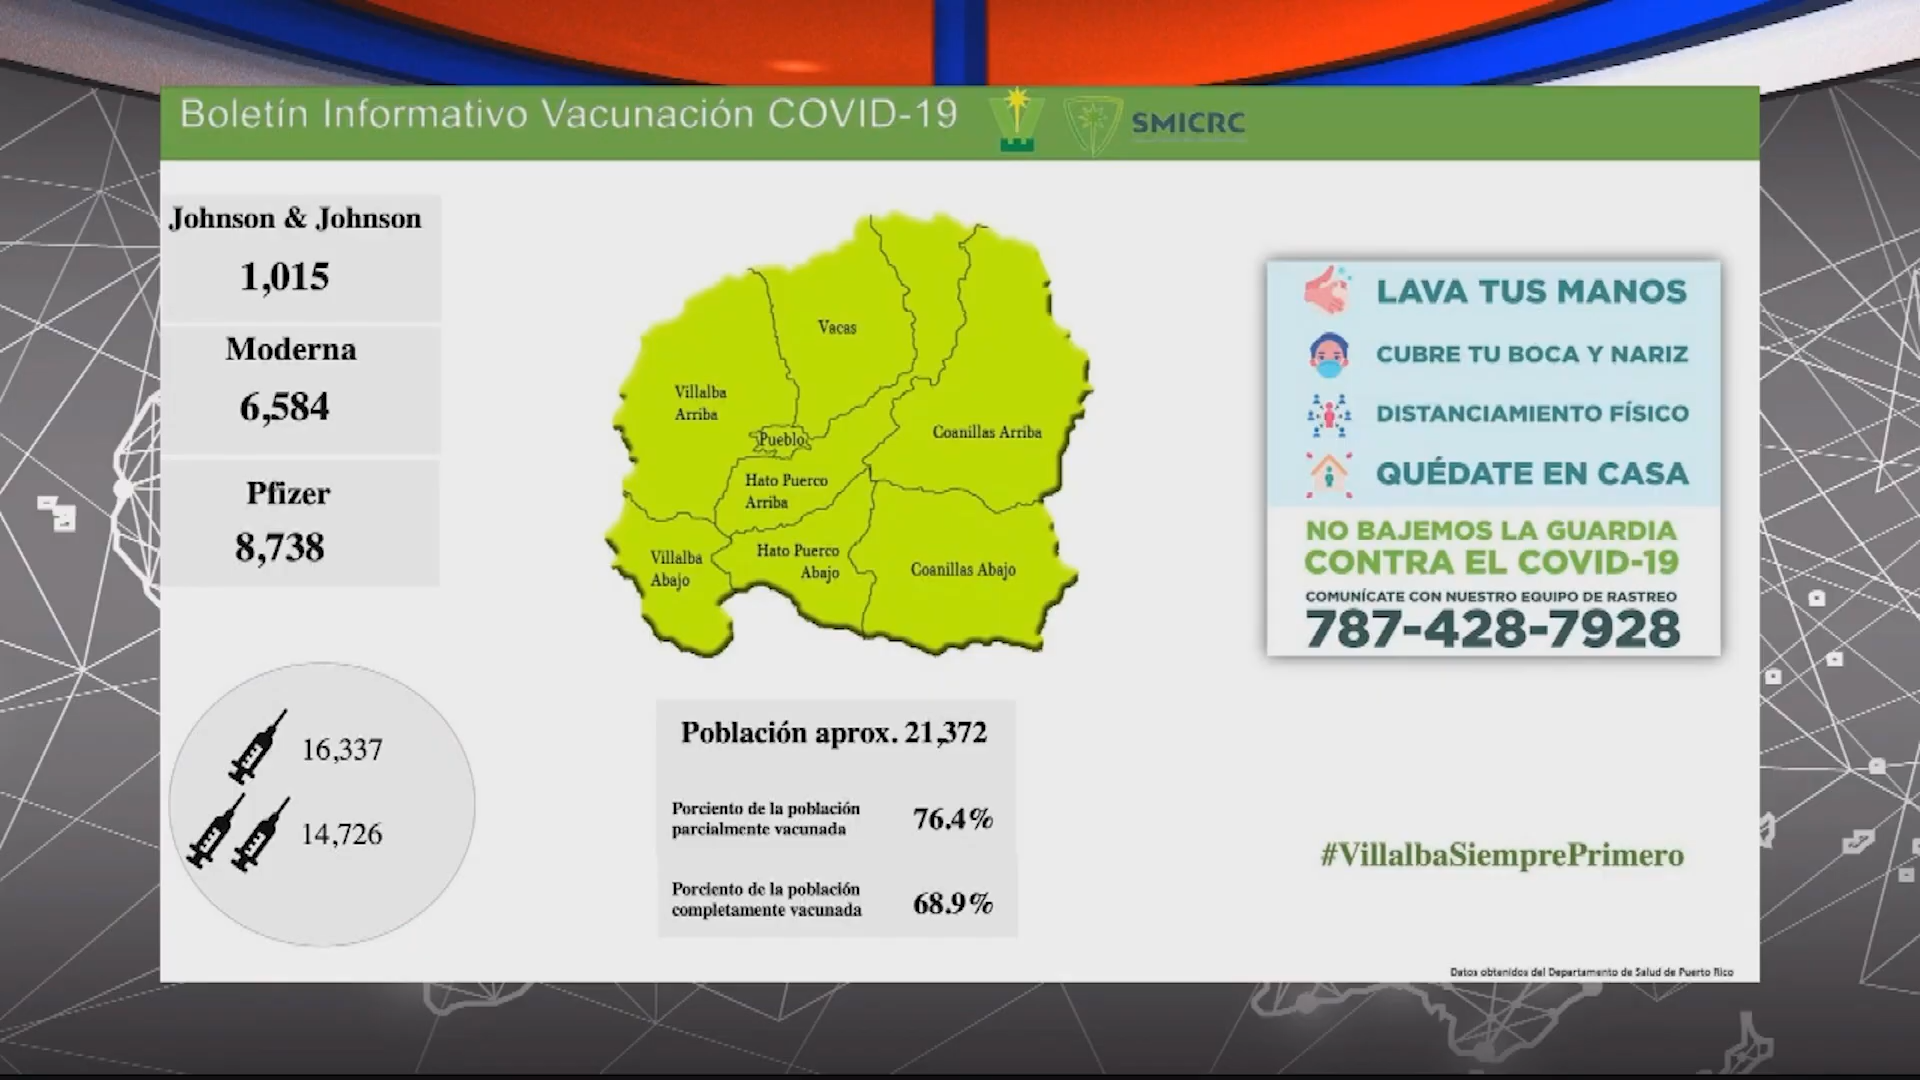 Boletín Informativo Vacunación COVID-19
SMICRC
Johnson & Johnson
1,015
Moderna
6,584
Pfizer
8,738
16,337
14,726
Vacas
Villalba
Arriba
Pueblo
Coanillas Arriba
Hato Puerco
Arriba
Villalba
Abajo
Hato Puerco
Abajo
Coanillas Abajo
Población aprox. 21,372
Porciento de la población
parcialmente vacunada
76.4%
Porciento de la población
completamente vacunada
68.9%
LAVA TUS MANOS
CUBRE TU BOCA Y NARIZ
DISTANCIAMIENTO FÍSICO
QUÉDATE EN CASA
NO BAJEMOS LA GUARDIA
CONTRA EL COVID-19
COMUNÍCATE CON NUESTRO EQUIPO DE RASTREO
787-428-7928
#VillalbaSiemprePrimero
Datos obtenidos del Departamento de Salud de Puerto Rico